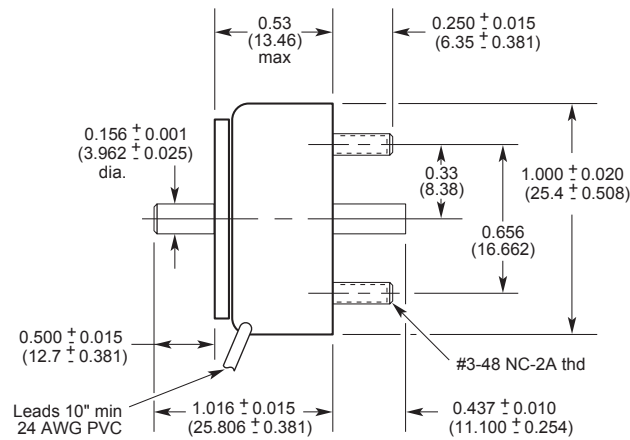 0.53
(13.46)
max
0.250 ± 0.015
(6.35 ± 0.381)
0.156 ± 0.001
(3.962 ± 0.025)
dia.
0.33
(8.38)
1.000 ± 0.020
(25.4 ± 0.508)
0.656
(16.662)
0.500 ± 0.015
(12.7 ± 0.381)
#3-48 NC-2A thd
Leads 10" min
24 AWG PVC
1.016 ± 0.015
(25.806 ± 0.381)
0.437 ± 0.010
(11.100 ± 0.254)